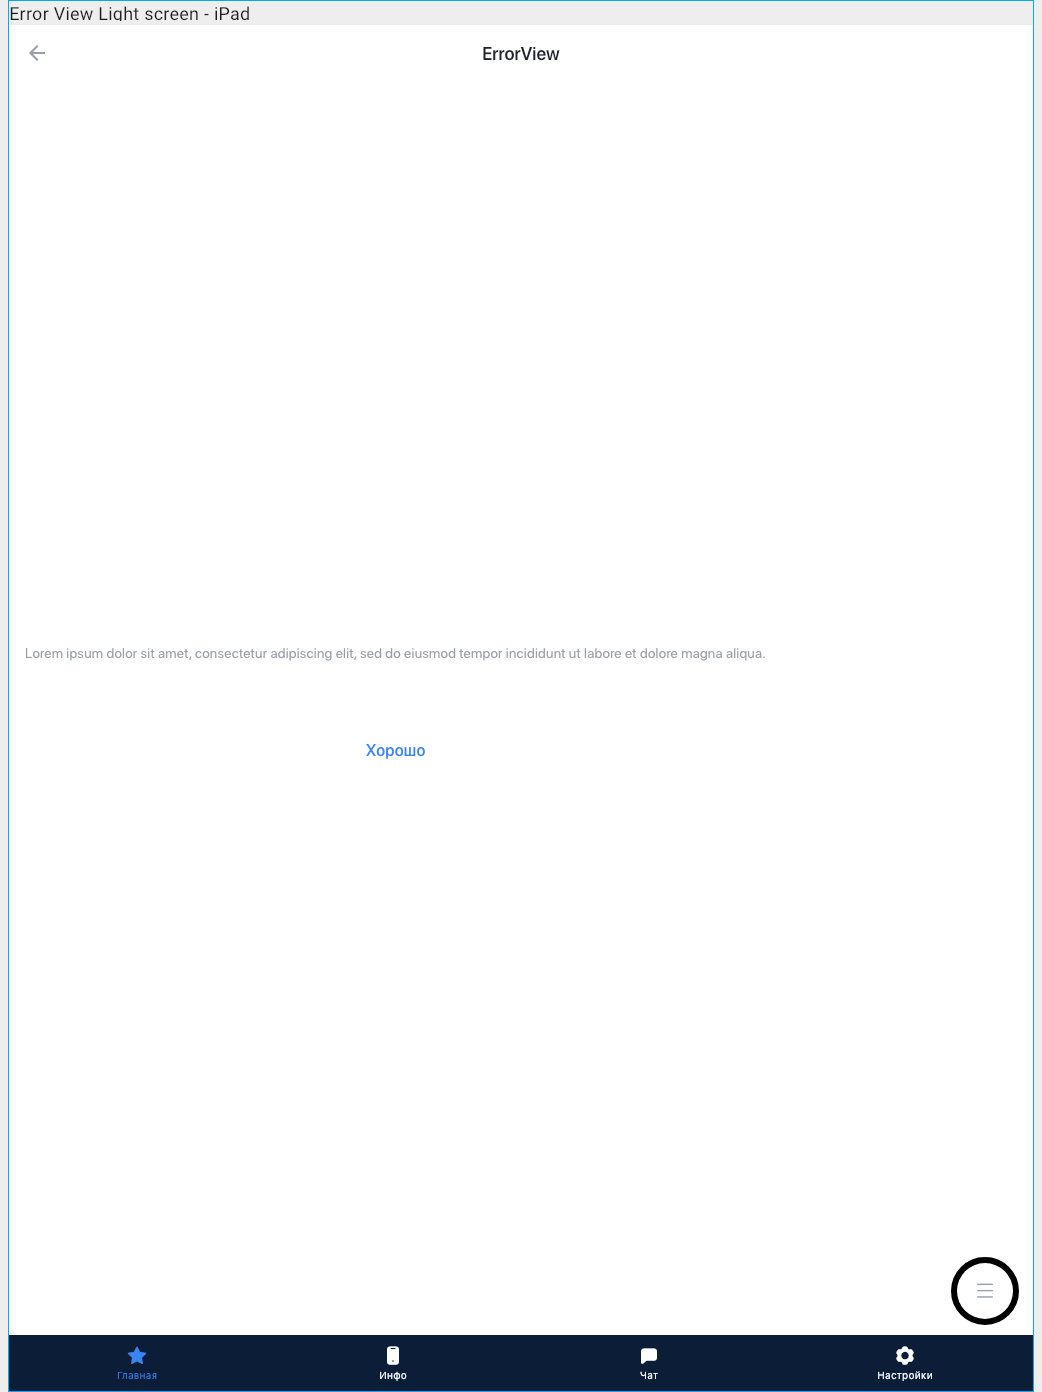 Error View Light screen - iPad
ErrorView
Lorem ipsum dolor sit amet, consectetur adipiscing elit, sed do eiusmod tempor incididunt ut labore et dolore magna aliqua.
Хорошо
Главная
Инфо
Чат
Настройки